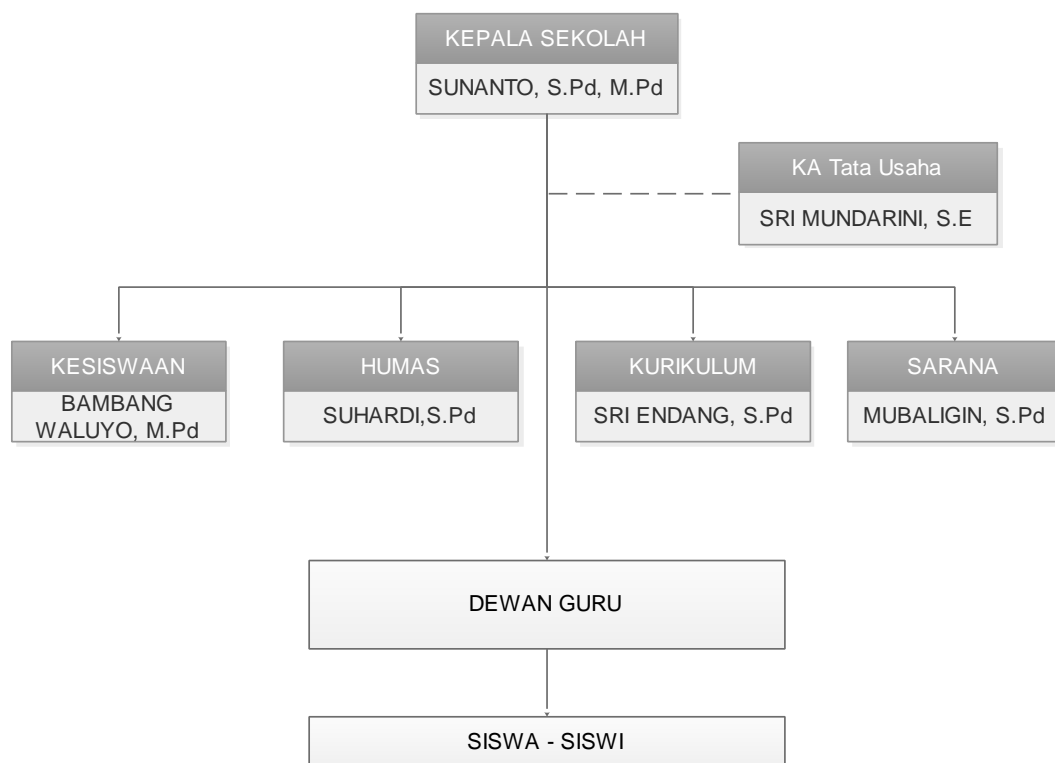 KEPALA SEKOLAH
SUNANTO, S.Pd, M.Pd
KA Tata Usaha
SRI MUNDARINI, S.E
KESISWAAN
BAMBANG
WALUYO, M.Pd
HUMAS
SUHARDI,S.Pd
KURIKULUM
SRI ENDANG, S.Pd
SARANA
MUBALIGIN, S.Pd
DEWAN GURU
SISWA - SISWI